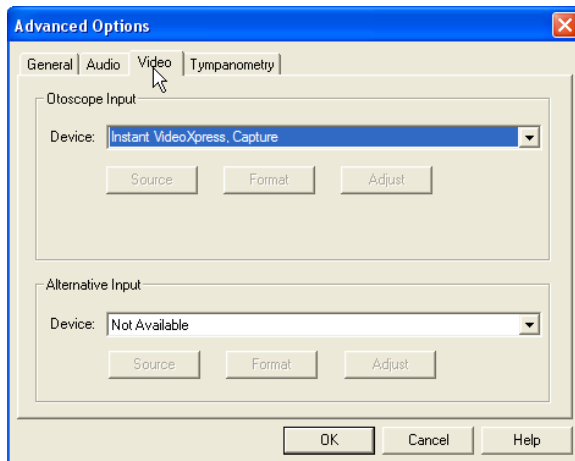 Advanced Options
General Audio Video Tympanometry
Otoscope Input
Device: Instant VideoXpress, Capture
Source Format Adjust
Alternative Input
Device: Not Available
Source Format Adjust
OK Cancel Help